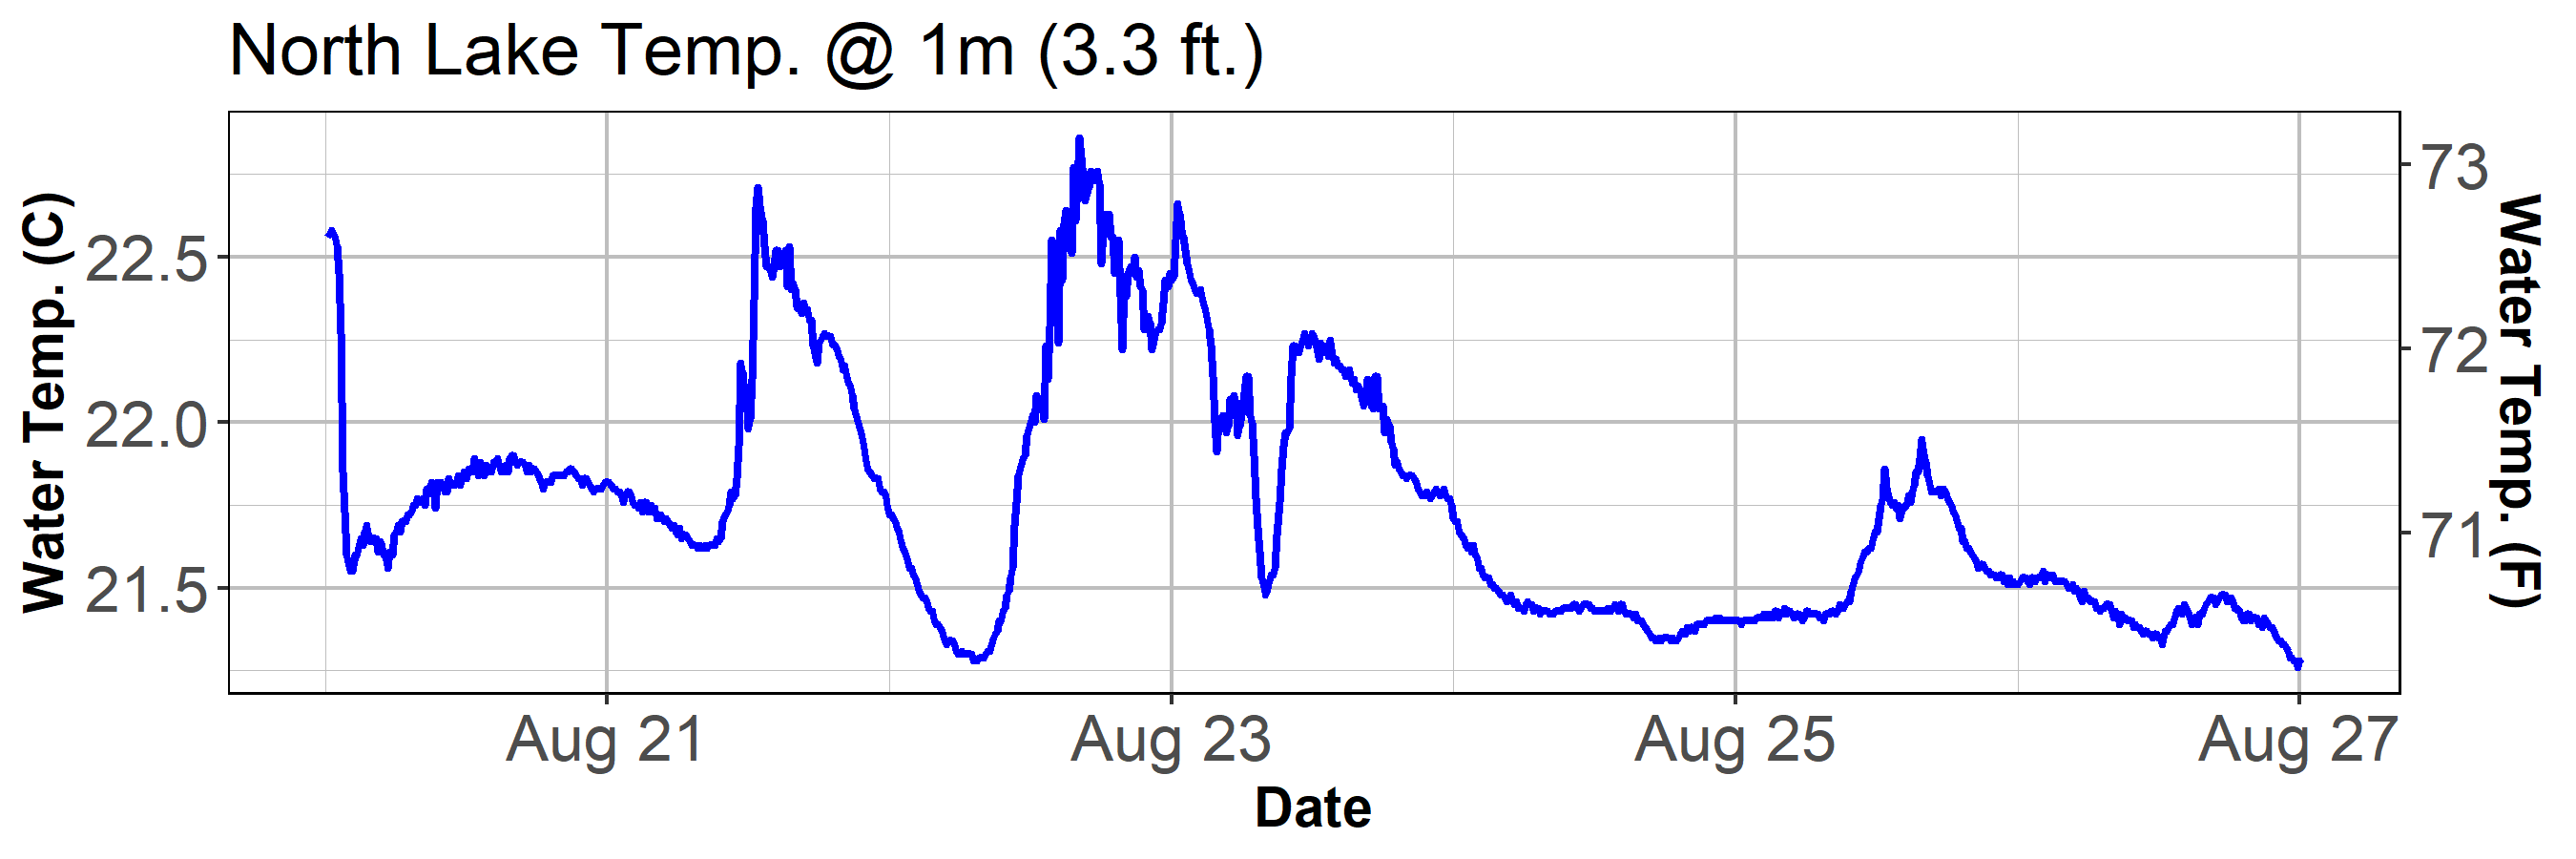 North Lake Temp. @ 1m (3.3 ft.)
Water Temp. (C)
22.5
22.0
21.5
73
72
71
Water Temp. (F)
Aug 21 Aug 23 Aug 25 Aug 27
Date